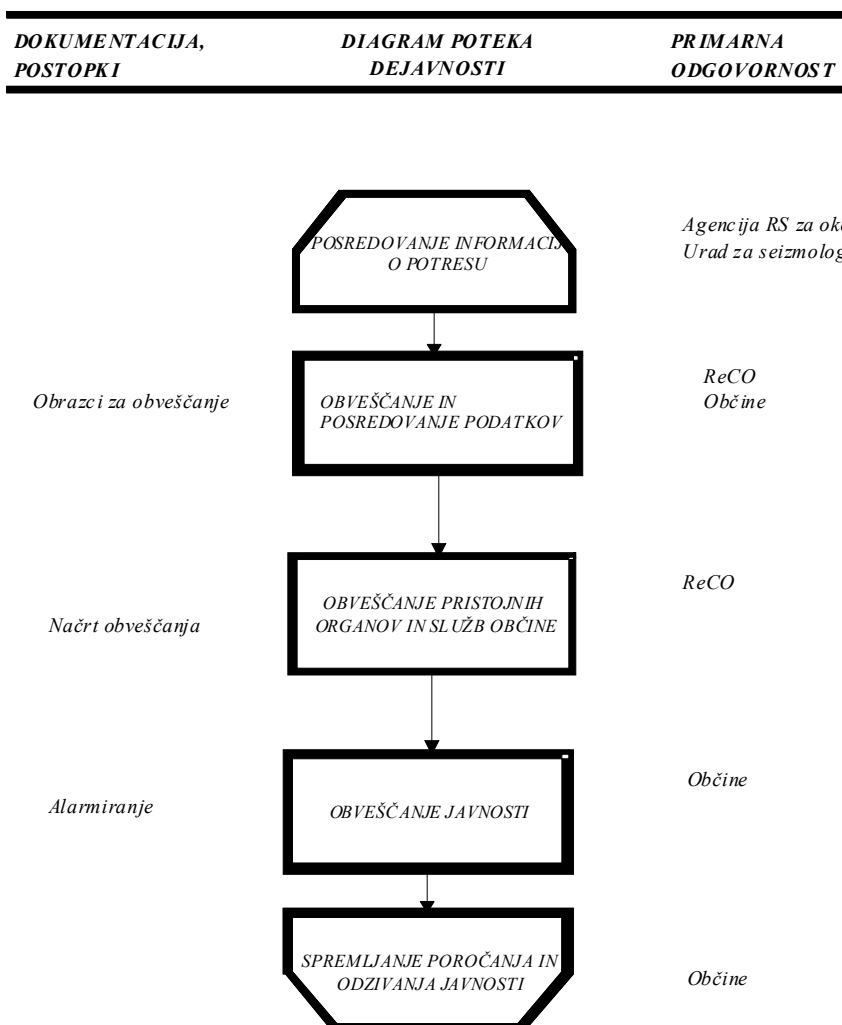 DOKUMENTACIJA,
POSTOPKI
DIAGRAM POTEKA
DEJAVNOSTI
PRIMARNA
ODGOVORNOST
POSREDOVANJE INFORMACIJ
O POTRESU
Agencija RS za
Urad za
Obrazci za obveščanje
OBVEŠČANJE IN
POSREDOVANJE PODATKOV
ReCO
Občine
Načrt obveščanja
OBVEŠČANJE PRISTOJNIH
ORGANOV IN SLUŽB OBČINE
ReCO
Alarmiranje
OBVEŠČANJE JAVNOSTI
Občine
SPREMLJANJE POROČANJA IN
ODZIVANJA JAVNOSTI
Občine